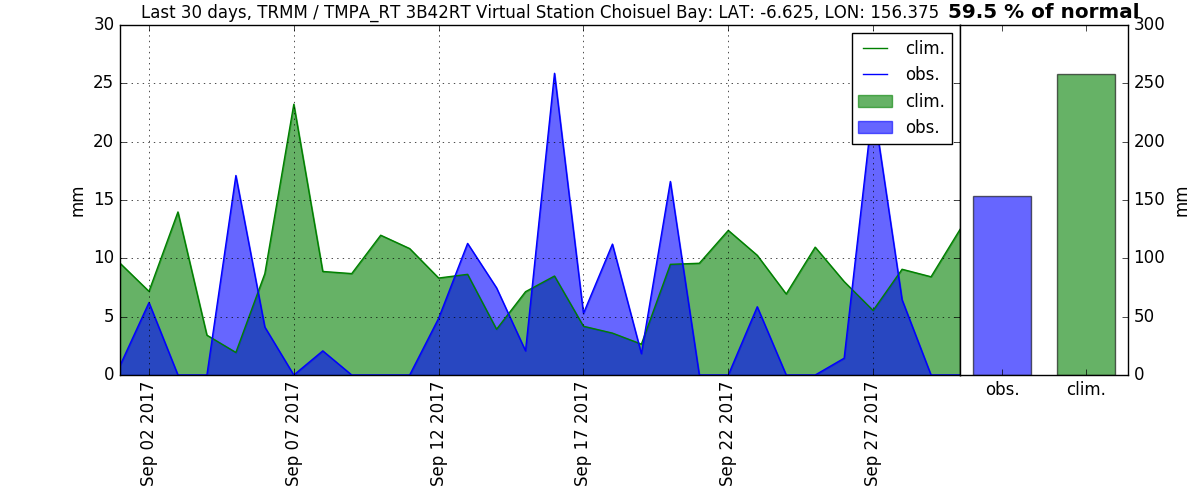 Last 30 days, TRMM / TMPA_RT 3B42RT Virtual Station Choisuel Bay: LAT: -6.625, LON: 156.375
59.5 % of normal
mm
30
25
20
15
10
5
0
Sep 02 2017
Sep 07 2017
Sep 12 2017
Sep 17 2017
Sep 22 2017
Sep 27 2017
clim.
obs.
clim.
obs.
300
250
200
150
100
50
0
mm
obs.
clim.